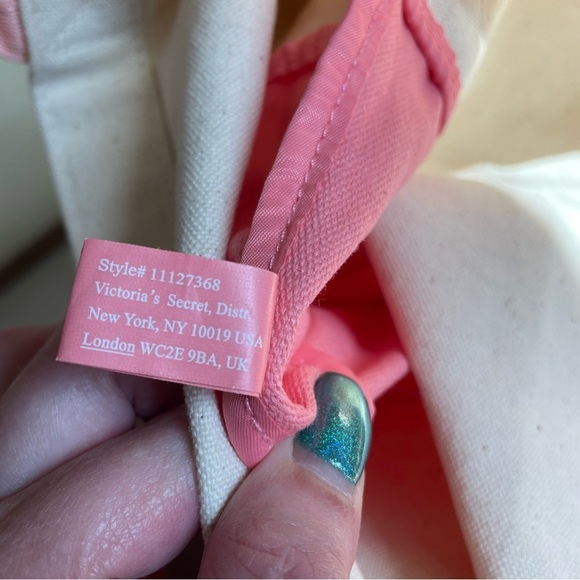 Style# 11127368
Victoria's Secret, Distr.
New York, NY 10019 USA
London WC2E 9BA, UK